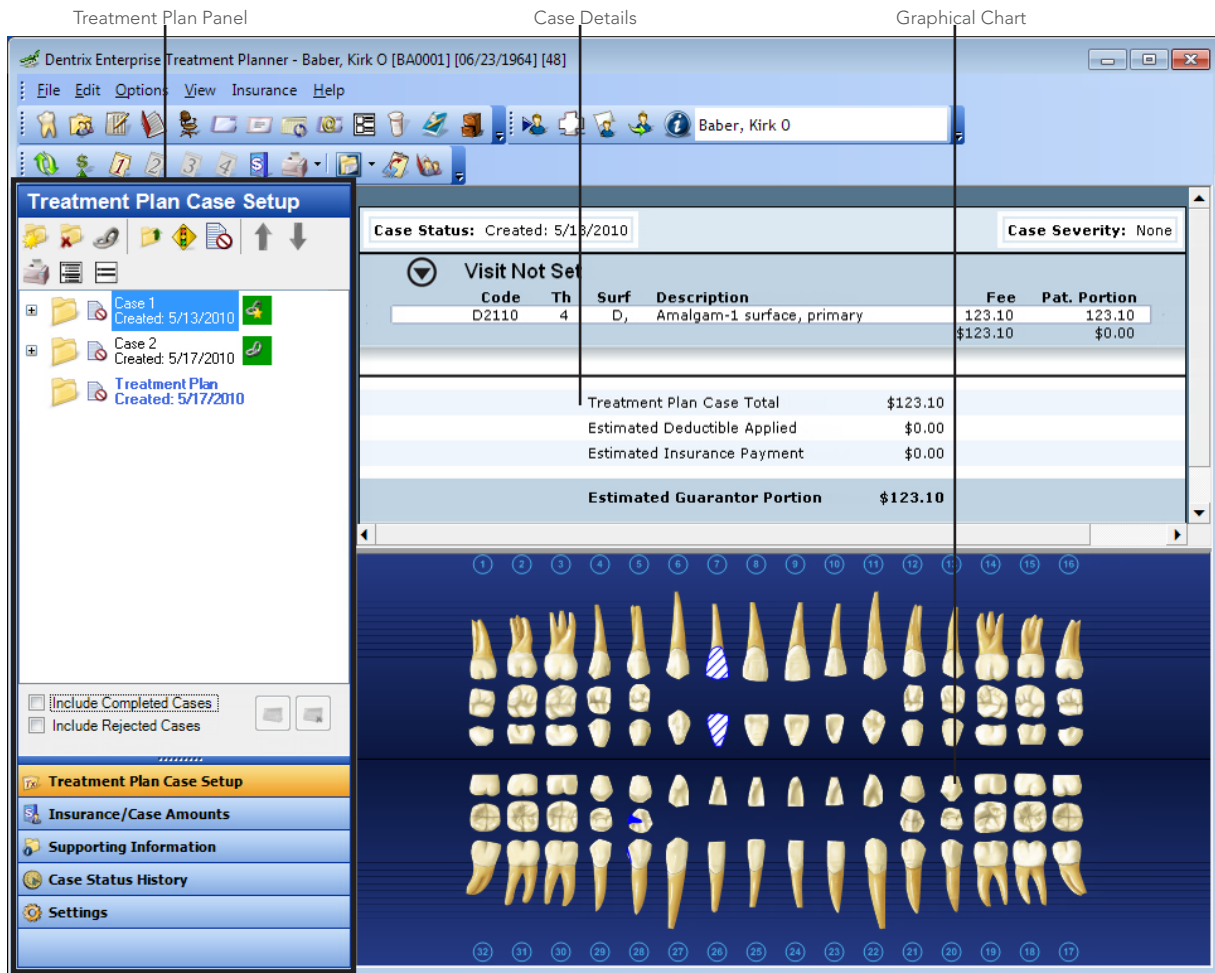 Treatment Plan Panel Case Details Graphical Chart
Dentrix Enterprise Treatment Planner - Baber, Kirk O [BA0001] [06/23/1964] [48]
File Edit Options View Insurance Help
Baber, Kirk O
1 2 3 4 S
Treatment Plan Case Setup
Case 1
Created: 5/13/2010
Case 2
Created: 5/17/2010
Treatment Plan
Created: 5/17/2010
Include Completed Cases
Include Rejected Cases
Treatment Plan Case Setup
Insurance/Case Amounts
Supporting Information
Case Status History
Settings
Case Status: Created: 5/13/2010 Case Severity: None
Visit Not Set
Code Th Surf Description Fee Pat. Portion
D2110 4 D, Amalgam-1 surface, primary 123.10 123.10
$123.10 $0.00
Treatment Plan Case Total $123.10
Estimated Deductible Applied $0.00
Estimated Insurance Payment $0.00
Estimated Guarantor Portion $123.10
1 2 3 4 5 6 7 8 9 10 11 12 13 14 15 16
32 31 30 29 28 27 26 25 24 23 22 21 20 19 18 17